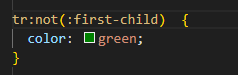 tr:not(:first-child)  {
  color: green;
}